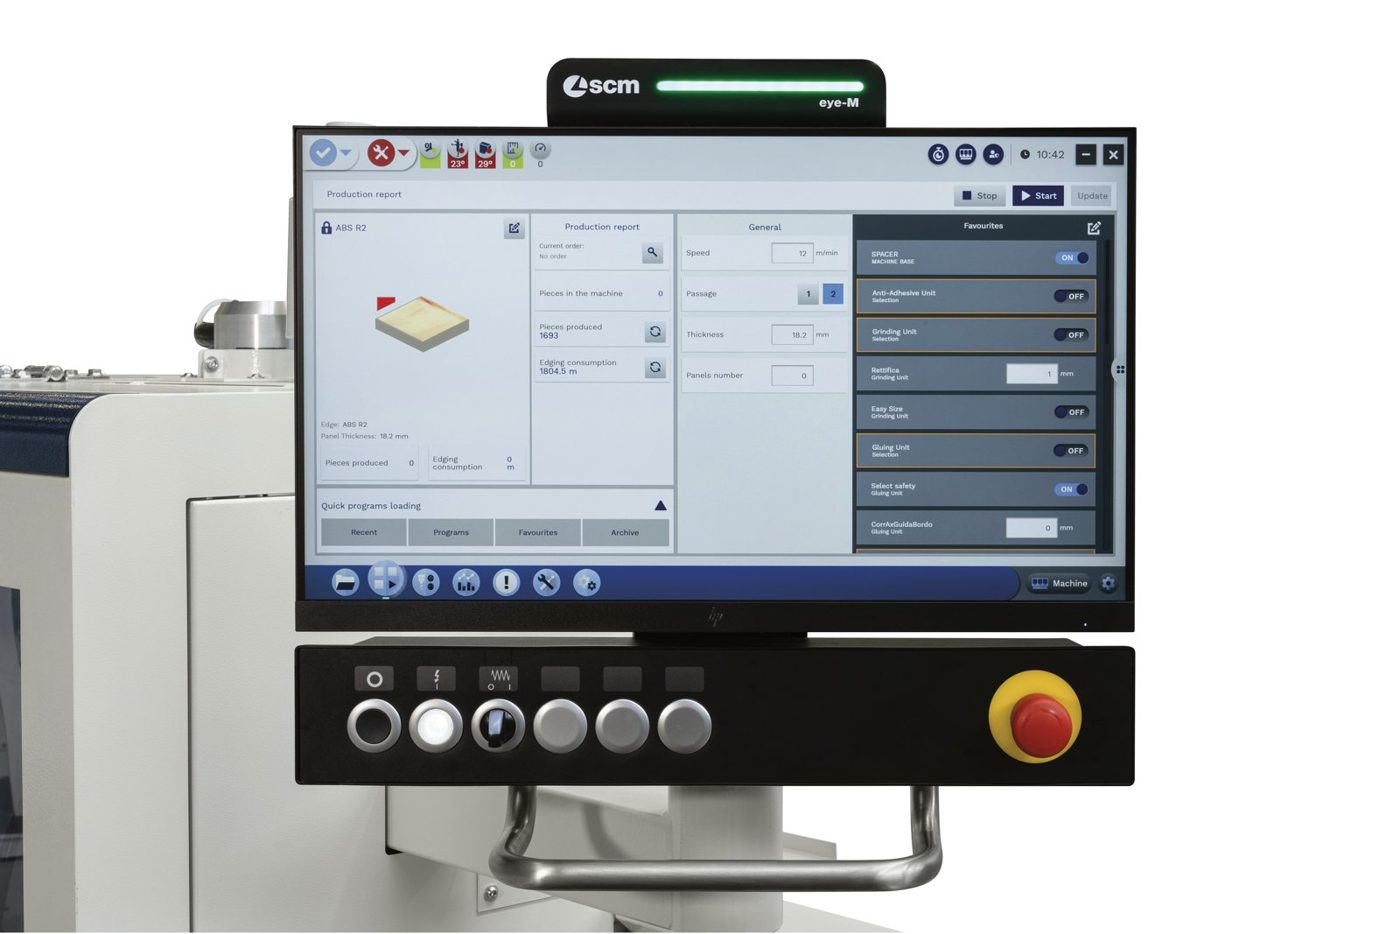 scm
eye-M
23°
29°
0
0
10:42
Production report
Stop
Start
Update
ABS R2
Edge: ABS R2
Panel Thickness: 18.2 mm
Pieces produced 0
Edging consumption 0 m
Production report
Current order:
No order
Pieces in the machine 0
Pieces produced
1693
Edging consumption
1804.5 m
General
Speed 12 m/min
Passage 1 2
Thickness 18.2 mm
Panels number 0
Favourites
SPACER ON
MACHINE BASE
Anti-Adhesive Unit OFF
Selection
Grinding Unit OFF
Selection
Rettifica 1 mm
Grinding Unit
Easy Size OFF
Grinding Unit
Gluing Unit OFF
Selection
Select safety ON
Gluing Unit
CorrAxGuidaBordo 0 mm
Gluing Unit
Quick programs loading
Recent
Programs
Favourites
Archive
Machine
hp